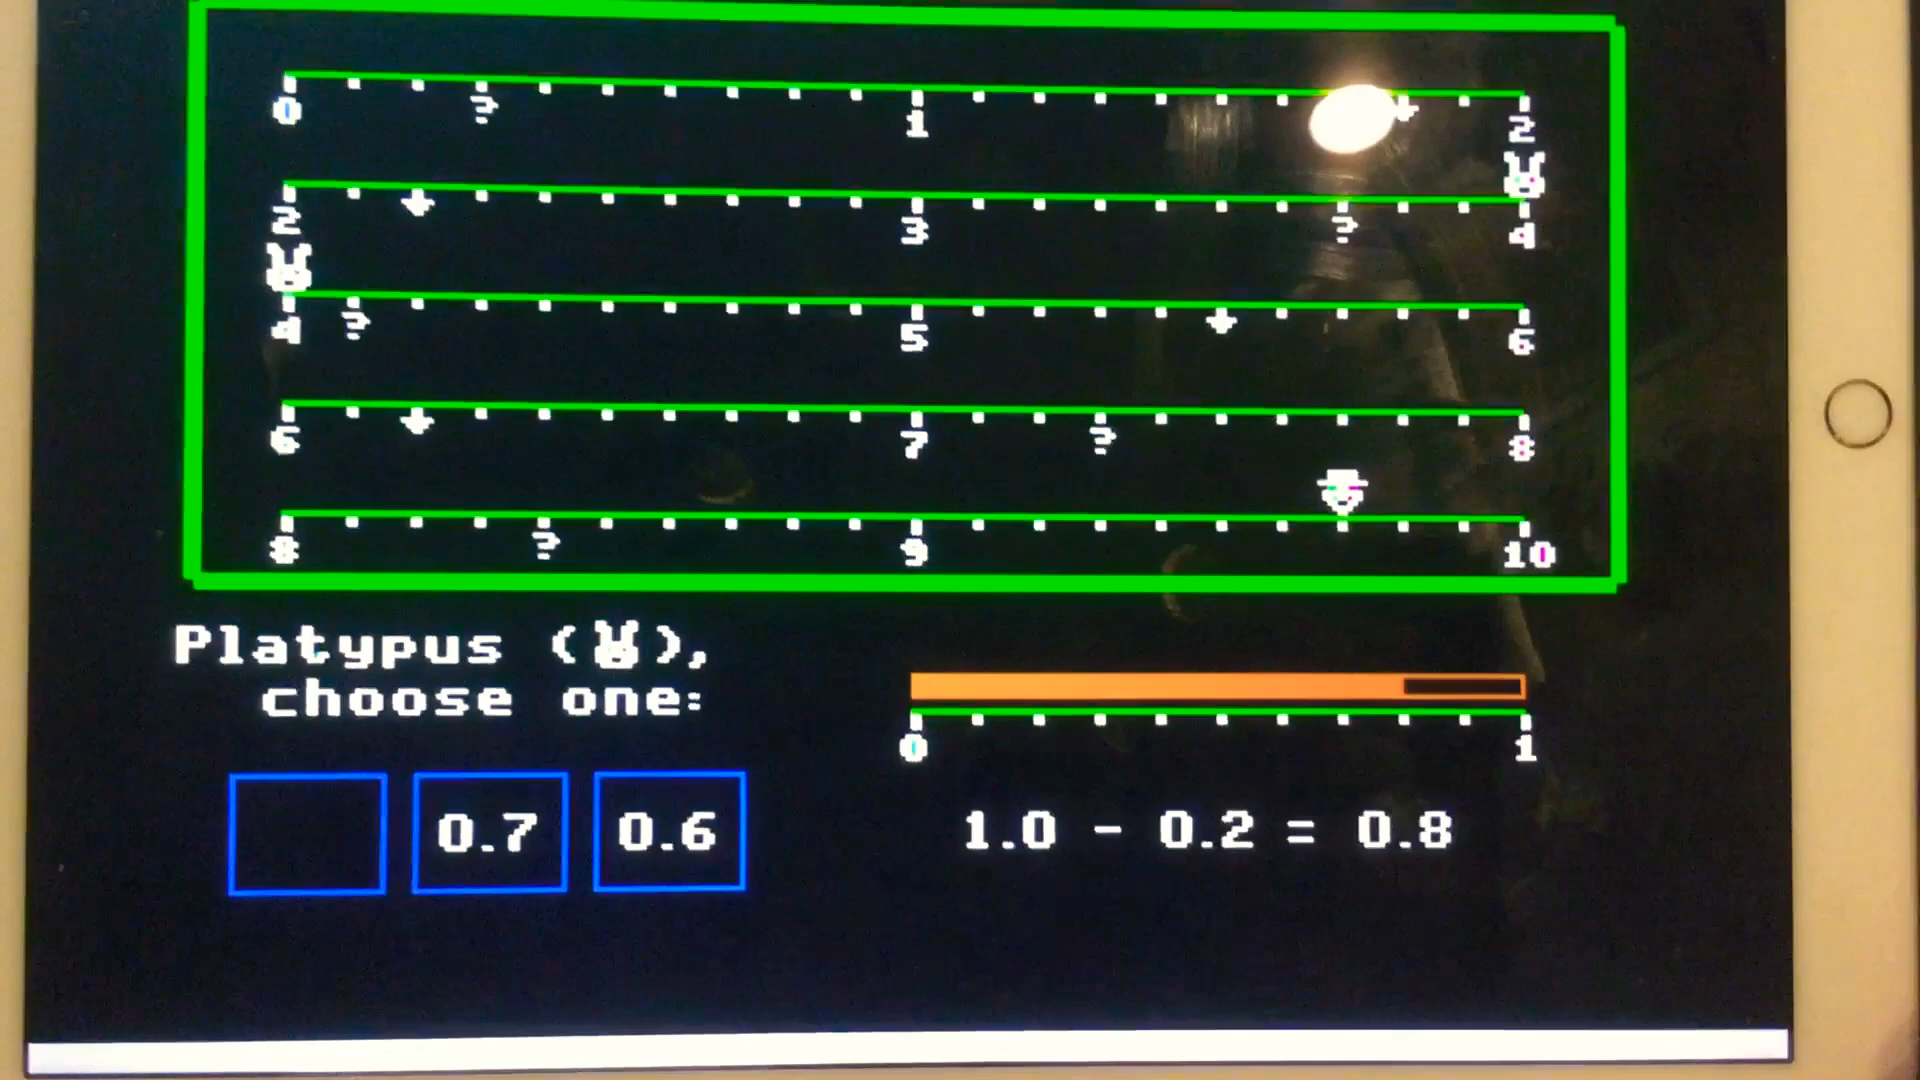 0 ? 1 2
2 3 ? 4
4 ? 5 6
6 7 ? 8
8 ? 9 10
Platypus ( ),
choose one:
0 1
0.7 0.6
1.0 - 0.2 = 0.8